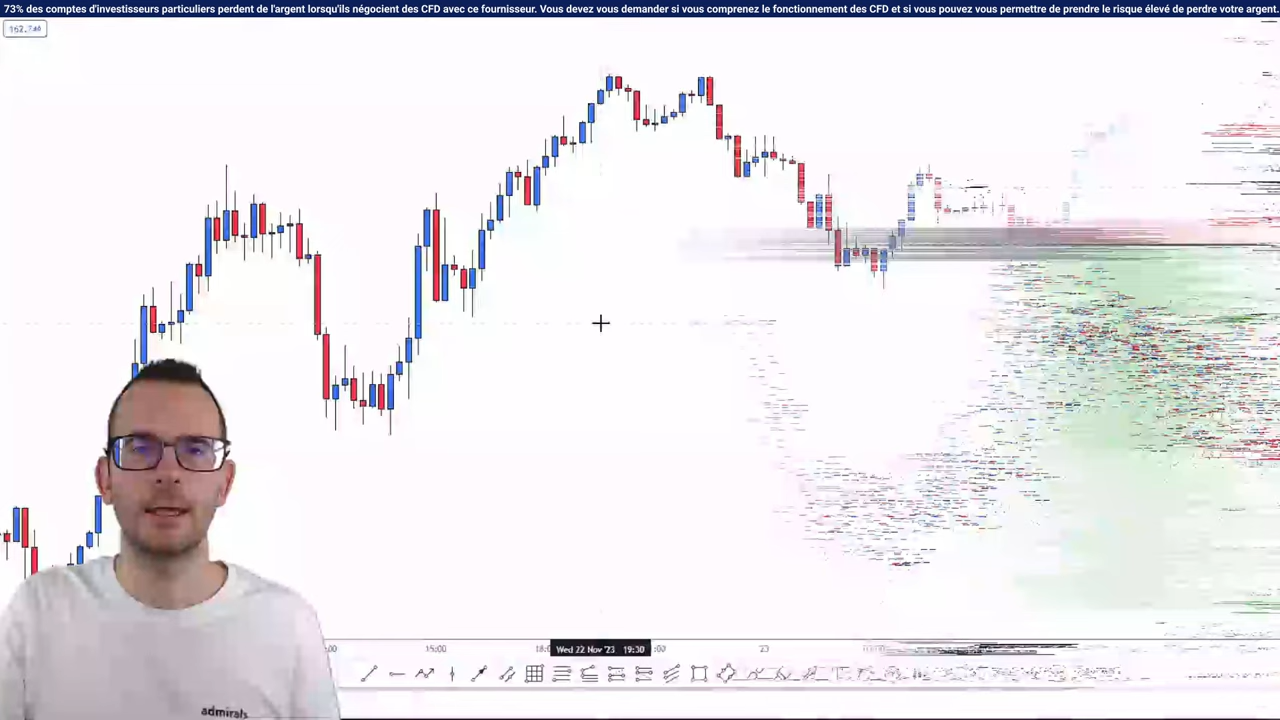 73% des comptes d'investisseurs particuliers perdent de l'argent lorsqu'ils négocient des CFD avec ce fournisseur. Vous devez vous demander si vous comprenez le fonctionnement des CFD et si vous pouvez vous permettre de prendre le risque élevé de perdre votre argent.
15:00
Wed 22 Nov '23 19:30
23
admirals